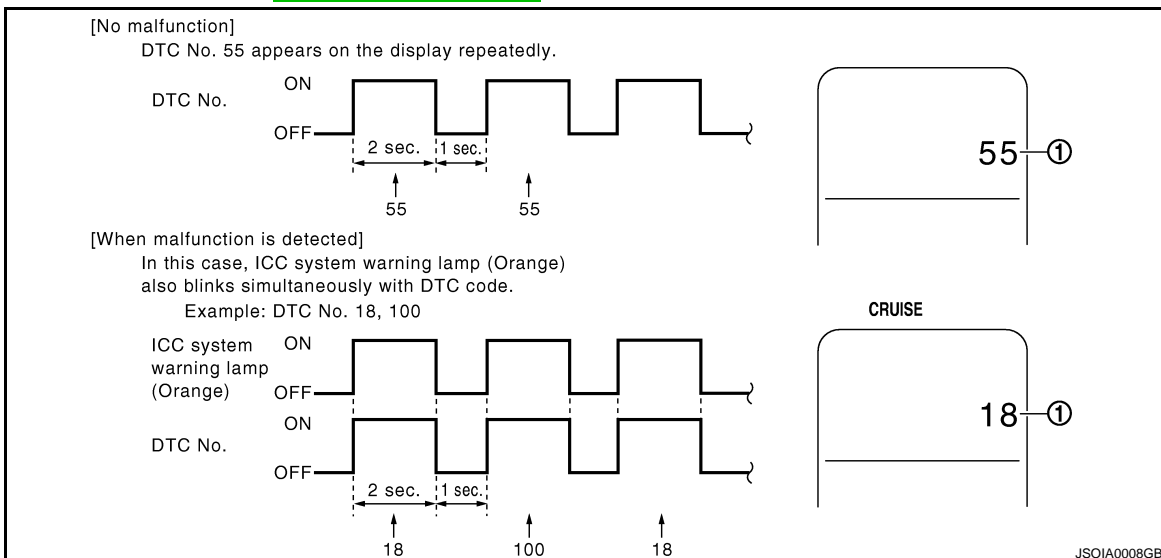 [No malfunction]
DTC No. 55 appears on the display repeatedly.
DTC No.
ON
OFF
2 sec.
1 sec.
55
55
55
①
[When malfunction is detected]
In this case, ICC system warning lamp (Orange)
also blinks simultaneously with DTC code.
Example: DTC No. 18, 100
CRUISE
ICC system
warning lamp
(Orange)
ON
OFF
DTC No.
ON
OFF
2 sec.
1 sec.
18
100
18
18
①
JSOIA0008GB